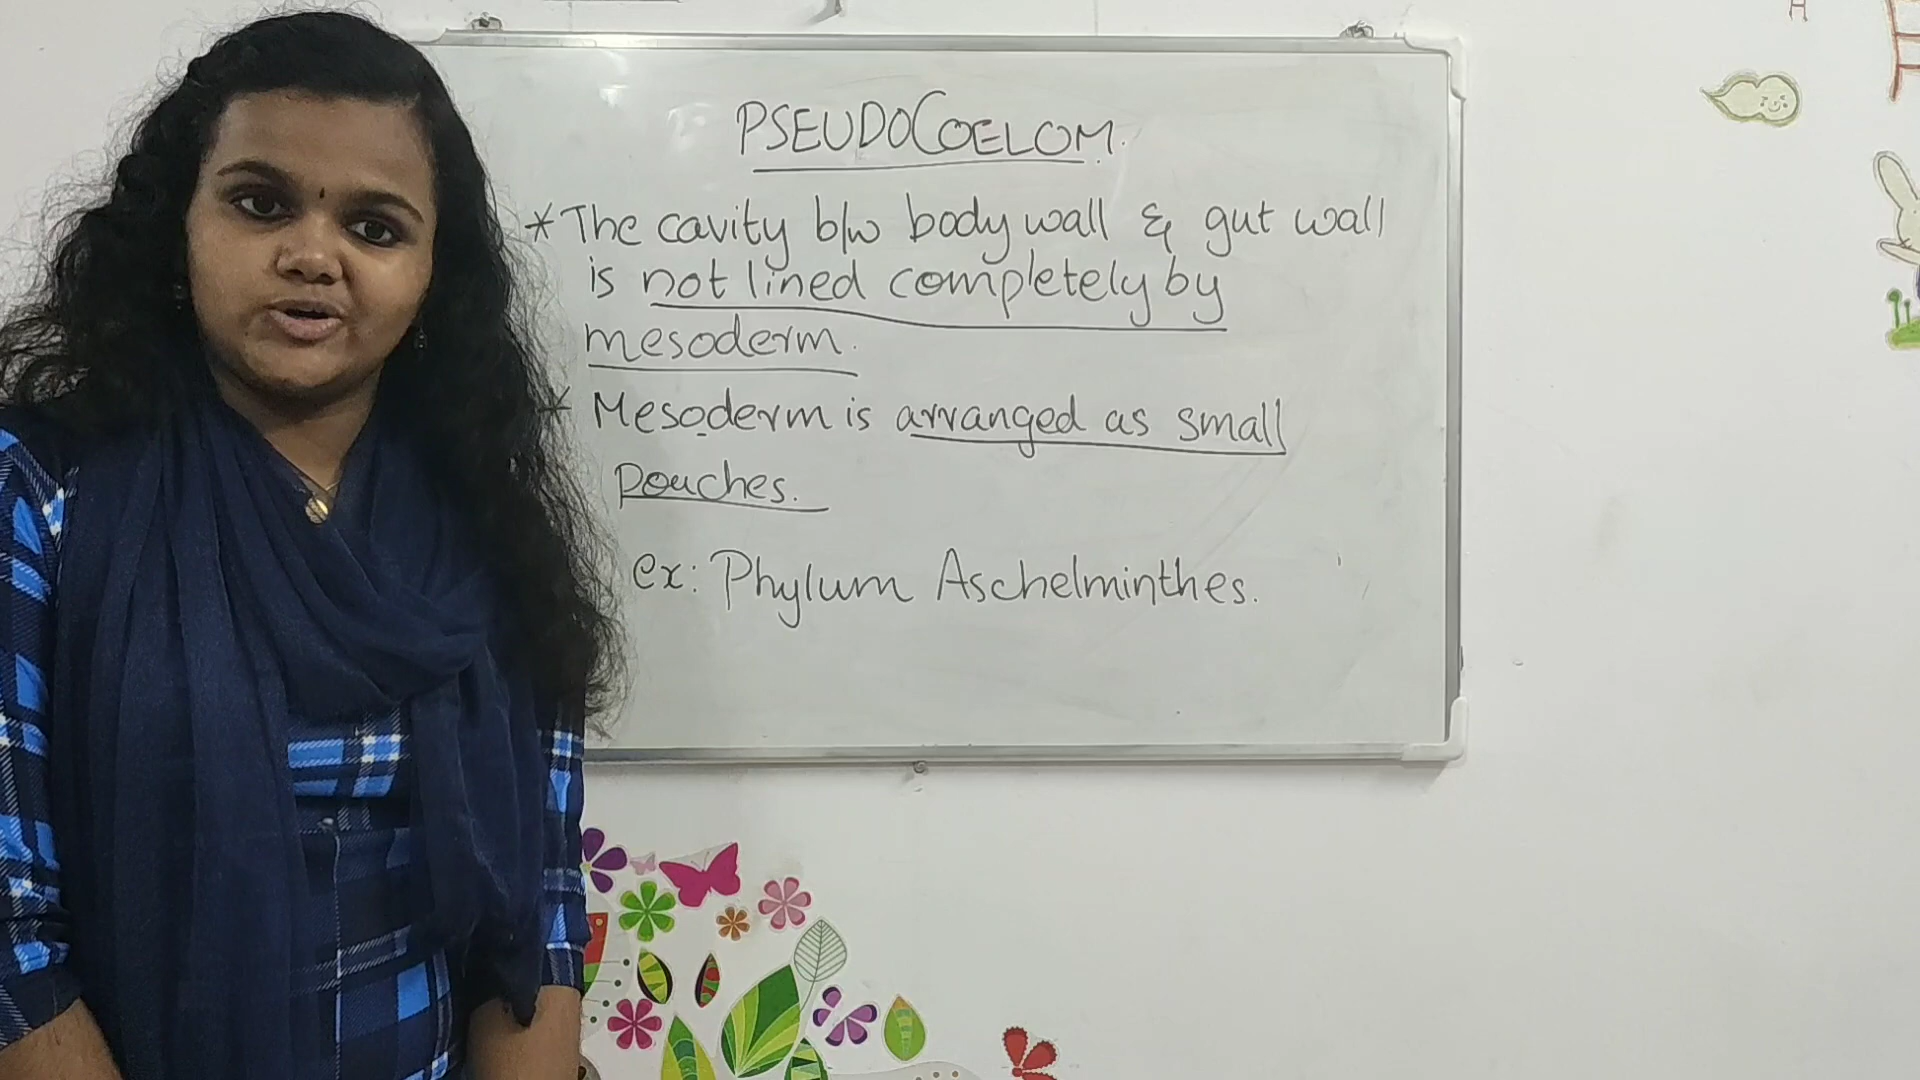 PSEUDOCOELOM.
* The cavity b/w body wall & gut wall
is not lined completely by
mesoderm.
* Mesoderm is arranged as small
pouches.
ex: Phylum Aschelminthes.
H